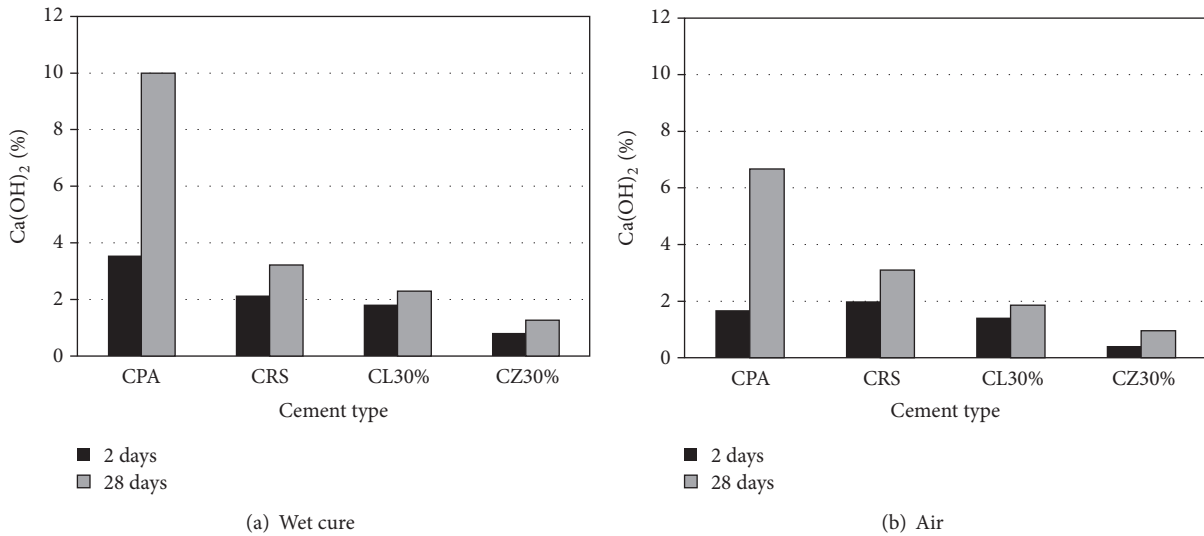 12
10
8
6
4
2
0
Ca(OH)₂ (%)
CPA CRS CL30% CZ30%
Cement type
2 days
28 days
(a) Wet cure
12
10
8
6
4
2
0
Ca(OH)₂ (%)
CPA CRS CL30% CZ30%
Cement type
2 days
28 days
(b) Air